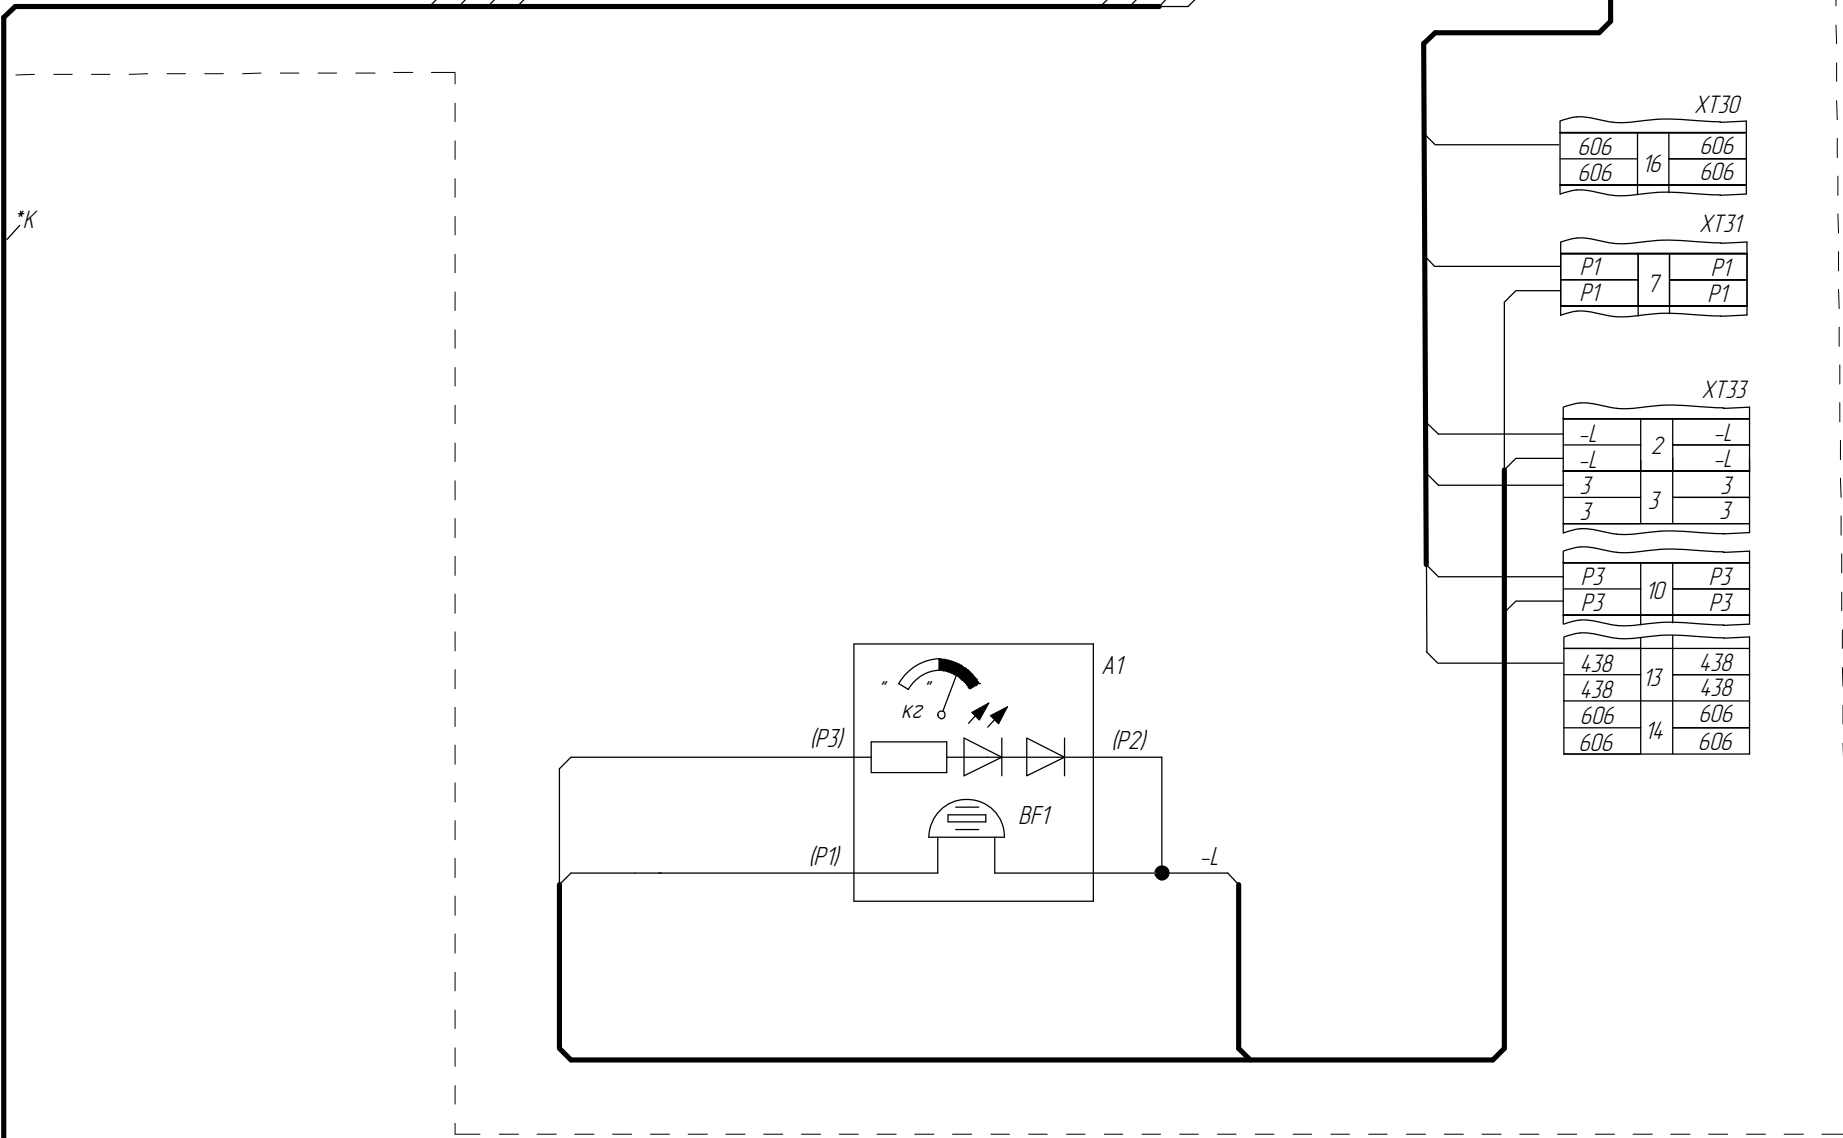 *К
XT30
606 16 606
606 606
XT31
P1 7 P1
P1 P1
XT33
-L 2 -L
-L -L
3 3 3
3 3
P3 10 P3
P3 P3
438 13 438
438 438
606 14 606
606 606
A1
" "
кг
(P3)
(P2)
BF1
(P1)
-L